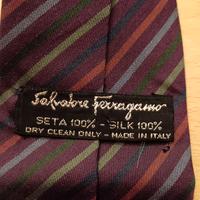 Salvatore Ferragamo
SETA 100% - SILK 100%
DRY CLEAN ONLY - MADE IN ITALY